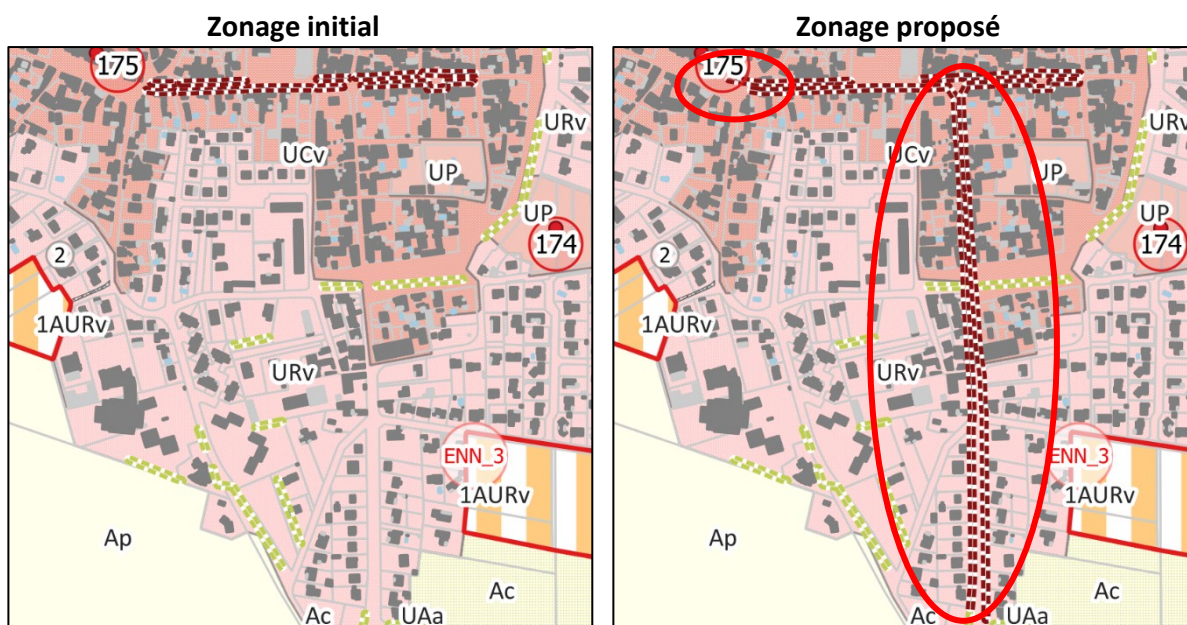 Zonage initial
175
URv
UCv
UP
UP
174
2
1AURv
URv
ENN_3
1AURv
Ap
Ac
Ac
UAa
Zonage proposé
175
URv
UCv
UP
UP
174
2
1AURv
URv
ENN_3
1AURv
Ap
Ac
Ac
UAa